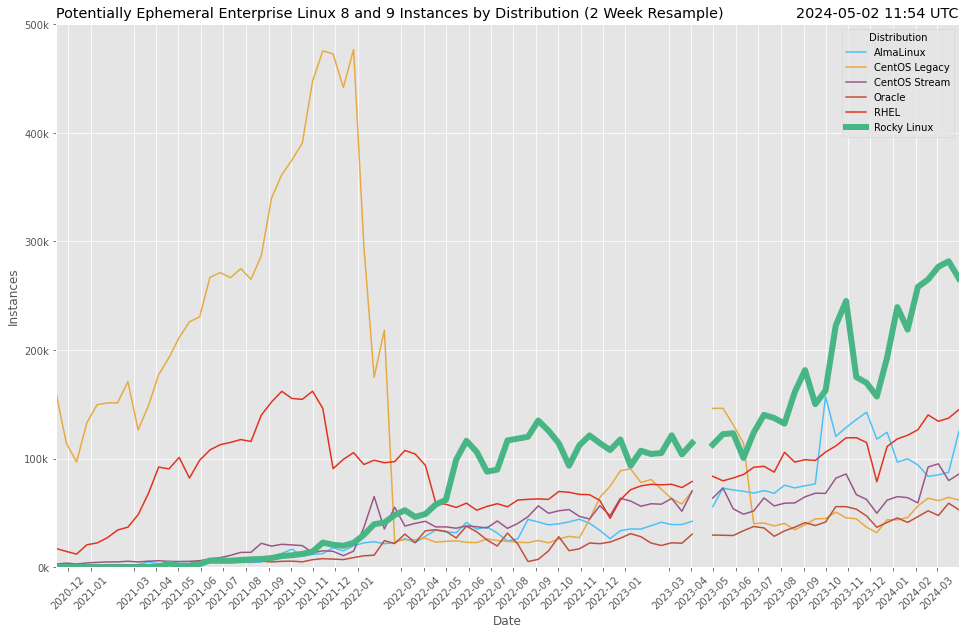 Potentially Ephemeral Enterprise Linux 8 and 9 Instances by Distribution (2 Week Resample) 2024-05-02 11:54 UTC
Distribution
AlmaLinux
CentOS Legacy
CentOS Stream
Oracle
RHEL
Rocky Linux
Instances
500k
400k
300k
200k
100k
0k
2020-12
2021-01
2021-03
2021-04
2021-05
2021-06
2021-07
2021-08
2021-09
2021-10
2021-11
2021-12
2022-01
2022-03
2022-04
2022-05
2022-06
2022-07
2022-08
2022-09
2022-10
2022-11
2022-12
2023-01
2023-03
2023-04
2023-05
2023-06
2023-07
2023-08
2023-09
2023-10
2023-11
2023-12
2024-01
2024-02
2024-03
Date